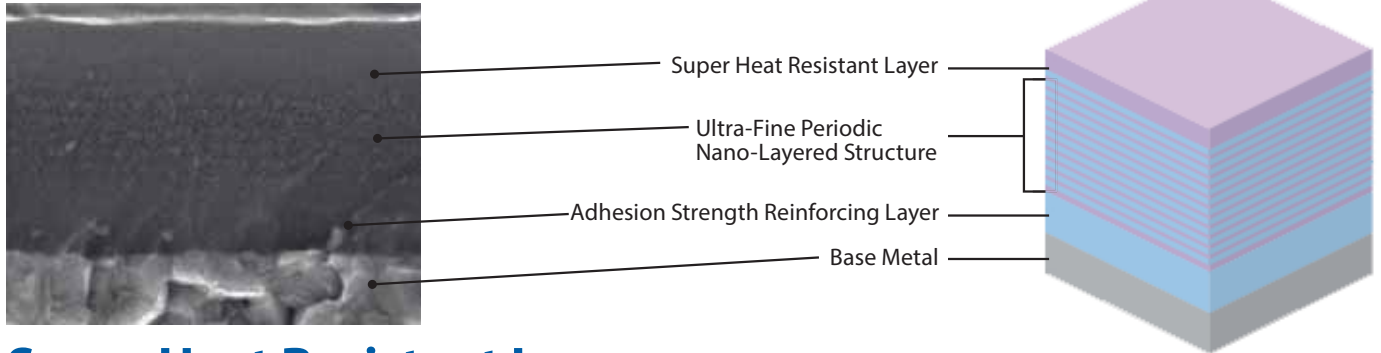 Super Heat Resistant Layer
Ultra-Fine Periodic
Nano-Layered Structure
Adhesion Strength Reinforcing Layer
Base Metal